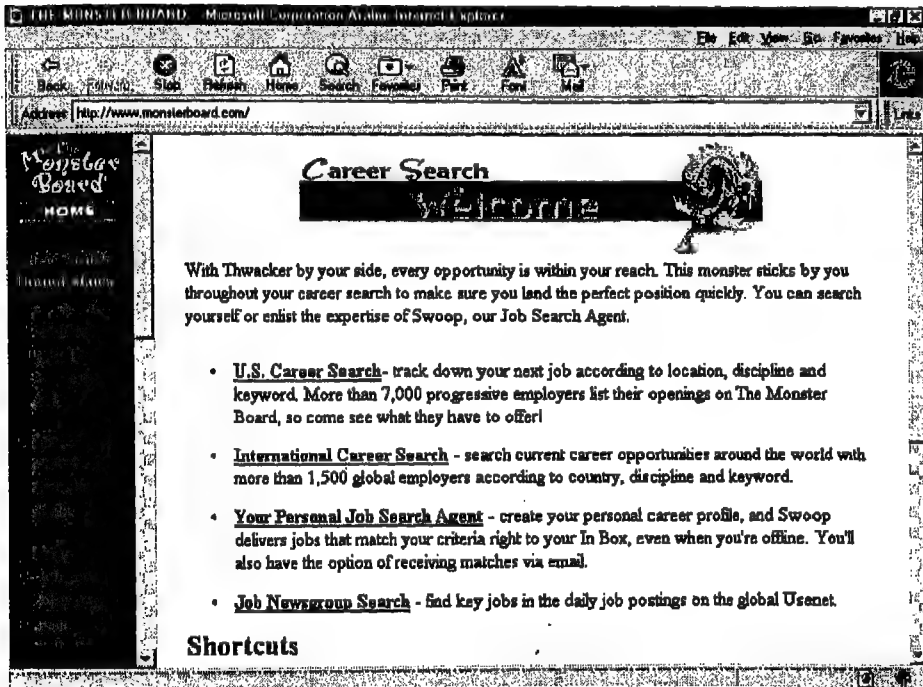 THE MONSTER BOARD - Microsoft Corporation Arabic Internet Explorer
File Edit View Go Favorites Help
Back Forward Stop Refresh Home Search Favorites Print Font Mail
Address http://www.monsterboard.com/ Links
The
Monster
Board
HOME
Career Search
Welcome
With Thwacker by your side, every opportunity is within your reach. This monster sticks by you
throughout your career search to make sure you land the perfect position quickly. You can search
yourself or enlist the expertise of Swoop, our Job Search Agent.
• U.S. Career Search- track down your next job according to location, discipline and
keyword. More than 7,000 progressive employers list their openings on The Monster
Board, so come see what they have to offer!
• International Career Search - search current career opportunities around the world with
more than 1,500 global employers according to country, discipline and keyword.
• Your Personal Job Search Agent - create your personal career profile, and Swoop
delivers jobs that match your criteria right to your In Box, even when you're offline. You'll
also have the option of receiving matches via email.
• Job Newsgroup Search - find key jobs in the daily job postings on the global Usenet.
Shortcuts